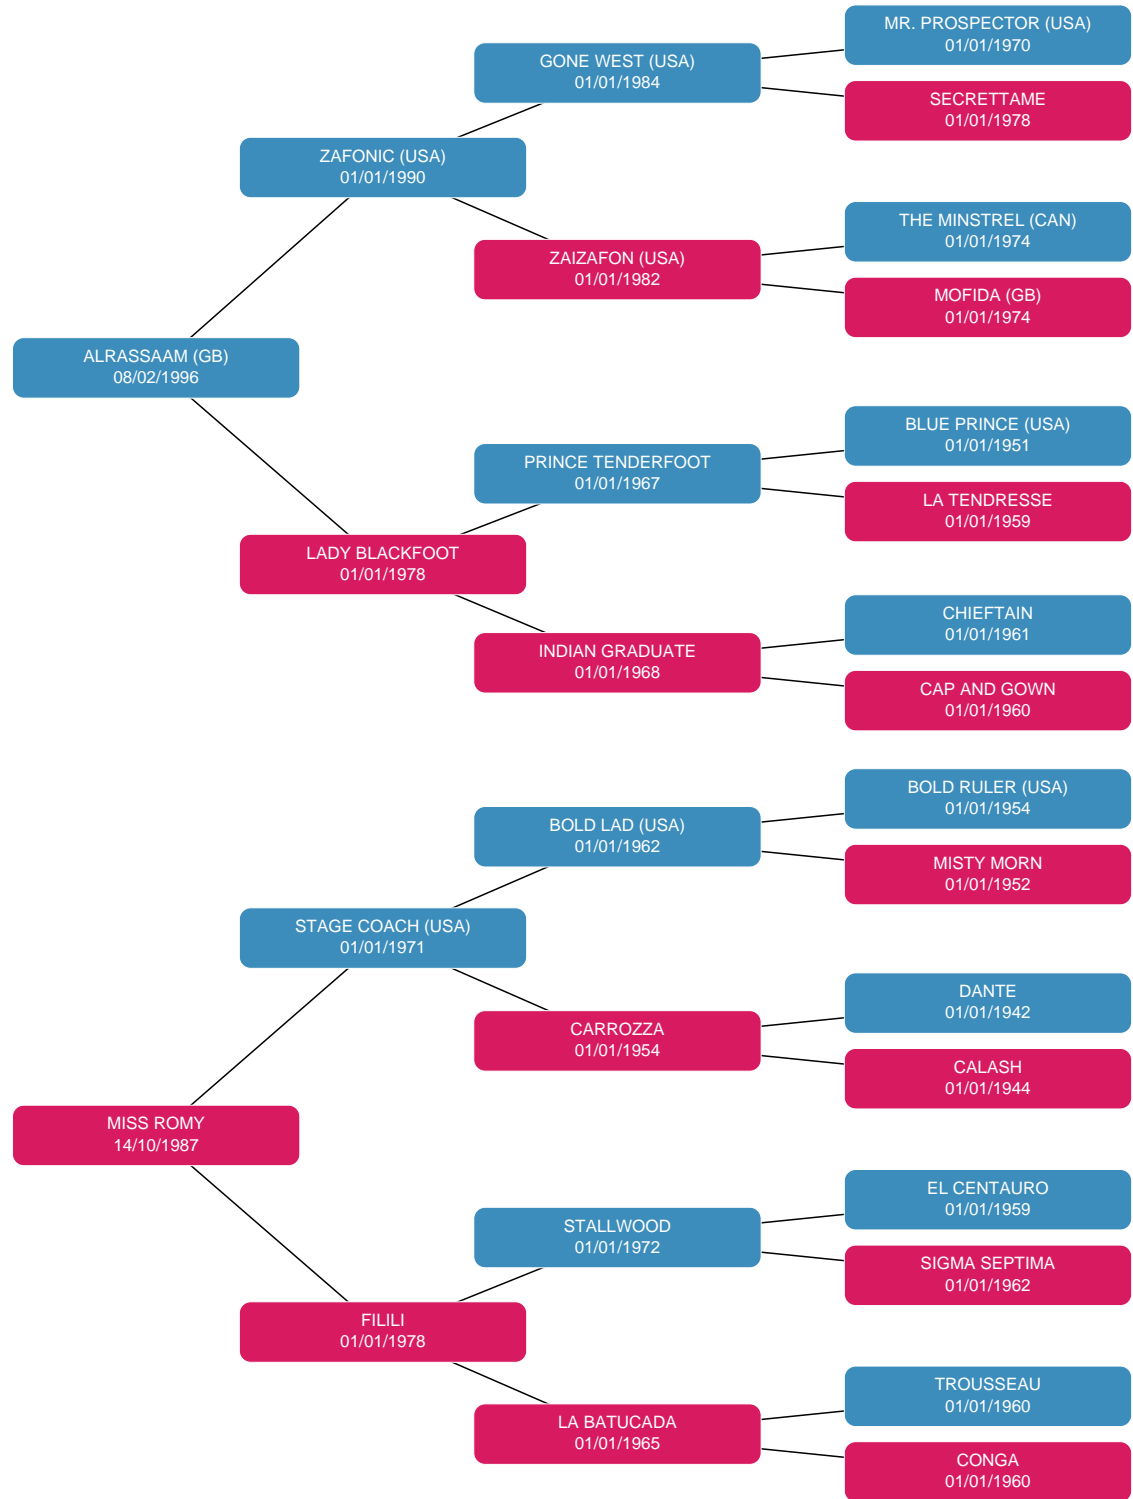 MR. PROSPECTOR (USA)
01/01/1970
GONE WEST (USA)
01/01/1984
SECRETTAME
01/01/1978
ZAFONIC (USA)
01/01/1990
THE MINSTREL (CAN)
01/01/1974
ZAIZAFON (USA)
01/01/1982
MOFIDA (GB)
01/01/1974
ALRASSAAM (GB)
08/02/1996
BLUE PRINCE (USA)
01/01/1951
PRINCE TENDERFOOT
01/01/1967
LA TENDRESSE
01/01/1959
LADY BLACKFOOT
01/01/1978
CHIEFTAIN
01/01/1961
INDIAN GRADUATE
01/01/1968
CAP AND GOWN
01/01/1960
BOLD RULER (USA)
01/01/1954
BOLD LAD (USA)
01/01/1962
MISTY MORN
01/01/1952
STAGE COACH (USA)
01/01/1971
DANTE
01/01/1942
CARROZZA
01/01/1954
CALASH
01/01/1944
MISS ROMY
14/10/1987
EL CENTAURO
01/01/1959
STALLWOOD
01/01/1972
SIGMA SEPTIMA
01/01/1962
FILILI
01/01/1978
TROUSSEAU
01/01/1960
LA BATUCADA
01/01/1965
CONGA
01/01/1960